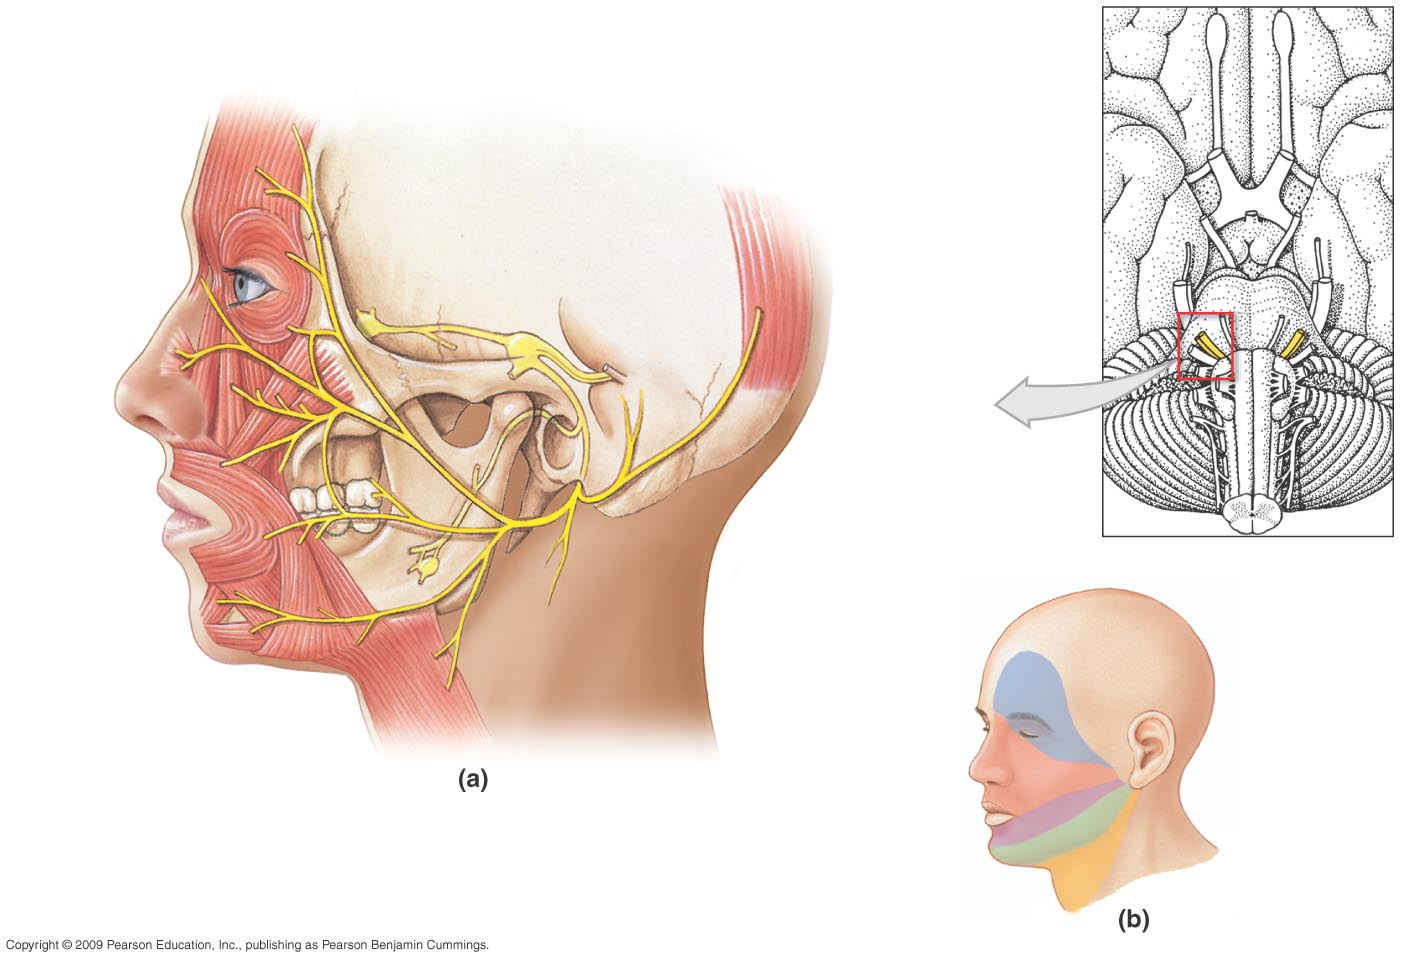 (a)
(b)
Copyright © 2009 Pearson Education, Inc., publishing as Pearson Benjamin Cummings.